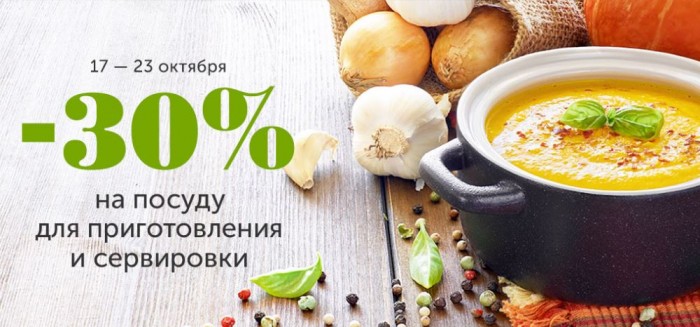 17 — 23 октября
-30%
на посуду
для приготовления
и сервировки